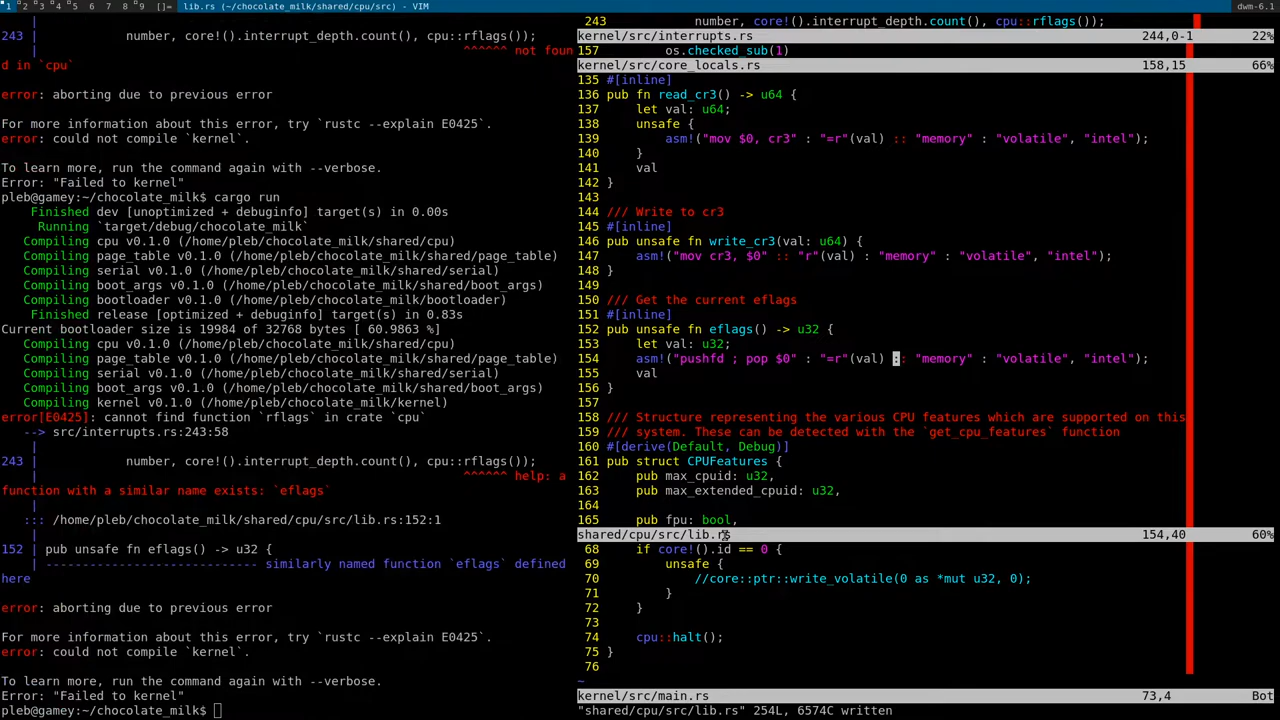 1 2 3 4 5 6 7 8 9 []= lib.rs (~/chocolate_milk/shared/cpu/src) - VIM dwm-6.1
|
243 | number, core!().interrupt_depth.count(), cpu::rflags());
| ^^^^^^ not foun
d in `cpu`
error: aborting due to previous error
For more information about this error, try `rustc --explain E0425`.
error: could not compile `kernel`.
To learn more, run the command again with --verbose.
Error: "Failed to kernel"
pleb@gamey:~/chocolate_milk$ cargo run
Finished dev [unoptimized + debuginfo] target(s) in 0.00s
Running `target/debug/chocolate_milk`
Compiling cpu v0.1.0 (/home/pleb/chocolate_milk/shared/cpu)
Compiling page_table v0.1.0 (/home/pleb/chocolate_milk/shared/page_table)
Compiling serial v0.1.0 (/home/pleb/chocolate_milk/shared/serial)
Compiling boot_args v0.1.0 (/home/pleb/chocolate_milk/shared/boot_args)
Compiling bootloader v0.1.0 (/home/pleb/chocolate_milk/bootloader)
Finished release [optimized + debuginfo] target(s) in 0.83s
Current bootloader size is 19984 of 32768 bytes [ 60.9863 %]
Compiling cpu v0.1.0 (/home/pleb/chocolate_milk/shared/cpu)
Compiling page_table v0.1.0 (/home/pleb/chocolate_milk/shared/page_table)
Compiling serial v0.1.0 (/home/pleb/chocolate_milk/shared/serial)
Compiling boot_args v0.1.0 (/home/pleb/chocolate_milk/shared/boot_args)
Compiling kernel v0.1.0 (/home/pleb/chocolate_milk/kernel)
error[E0425]: cannot find function `rflags` in crate `cpu`
--> src/interrupts.rs:243:58
|
243 | number, core!().interrupt_depth.count(), cpu::rflags());
| ^^^^^^ help: a
function with a similar name exists: `eflags`
|
::: /home/pleb/chocolate_milk/shared/cpu/src/lib.rs:152:1
|
152 | pub unsafe fn eflags() -> u32 {
| ----------------------------- similarly named function `eflags` defined
here
error: aborting due to previous error
For more information about this error, try `rustc --explain E0425`.
error: could not compile `kernel`.
To learn more, run the command again with --verbose.
Error: "Failed to kernel"
pleb@gamey:~/chocolate_milk$
243 number, core!().interrupt_depth.count(), cpu::rflags());
kernel/src/interrupts.rs 244,0-1 22%
157 os.checked_sub(1)
kernel/src/core_locals.rs 158,15 66%
135 #[inline]
136 pub fn read_cr3() -> u64 {
137 let val: u64;
138 unsafe {
139 asm!("mov $0, cr3" : "=r"(val) :: "memory" : "volatile", "intel");
140 }
141 val
142 }
143
144 /// Write to cr3
145 #[inline]
146 pub unsafe fn write_cr3(val: u64) {
147 asm!("mov cr3, $0" :: "r"(val) : "memory" : "volatile", "intel");
148 }
149
150 /// Get the current eflags
151 #[inline]
152 pub unsafe fn eflags() -> u32 {
153 let val: u32;
154 asm!("pushfd ; pop $0" : "=r"(val) :: "memory" : "volatile", "intel");
155 val
156 }
157
158 /// Structure representing the various CPU features which are supported on this
159 /// system. These can be detected with the `get_cpu_features` function
160 #[derive(Default, Debug)]
161 pub struct CPUFeatures {
162 pub max_cpuid: u32,
163 pub max_extended_cpuid: u32,
164
165 pub fpu: bool,
shared/cpu/src/lib.rs 154,40 60%
68 if core!().id == 0 {
69 unsafe {
70 //core::ptr::write_volatile(0 as *mut u32, 0);
71 }
72 }
73
74 cpu::halt();
75 }
76
~
kernel/src/main.rs 73,4 Bot
"shared/cpu/src/lib.rs" 254L, 6574C written